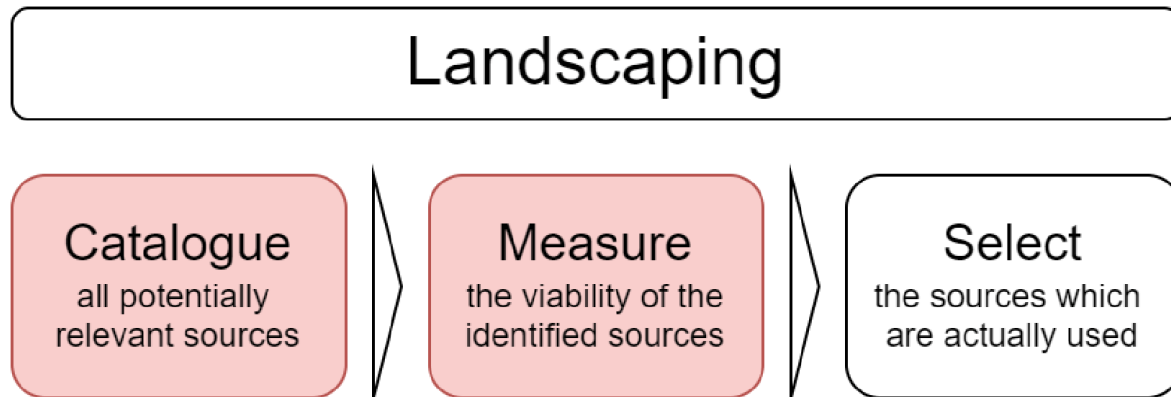 Landscaping
Catalogue
all potentially
relevant sources
Measure
the viability of the
identified sources
Select
the sources which
are actually used